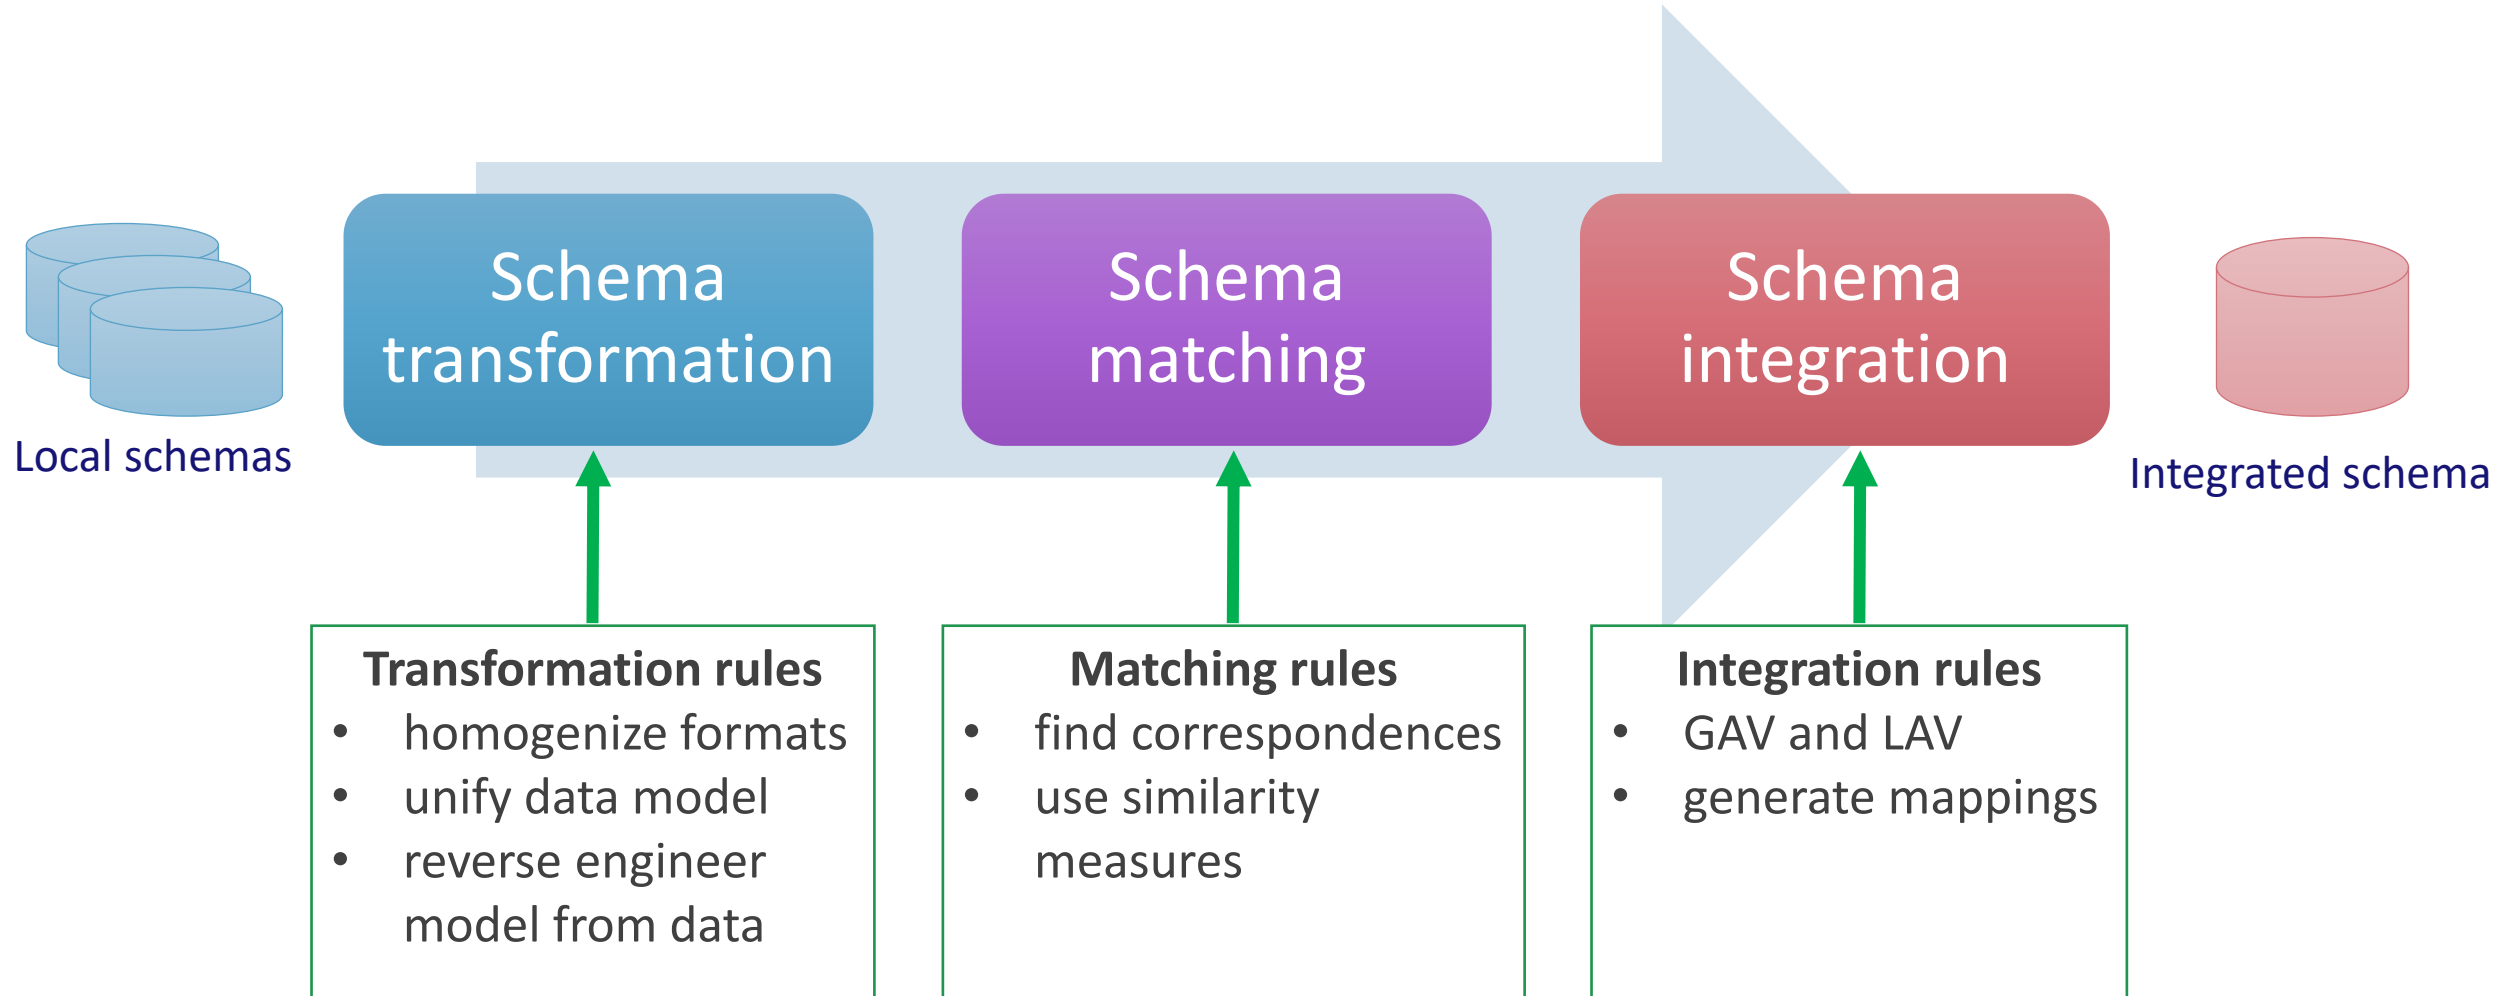 Schema
transformation
Schema
matching
Schema
integration
Local schemas
Integrated schema
Transformation rules
• homogenize formats
• unify data model
• reverse engineer
model from data
Matching rules
• find correspondences
• use similarity
measures
Integration rules
• GAV and LAV
• generate mappings